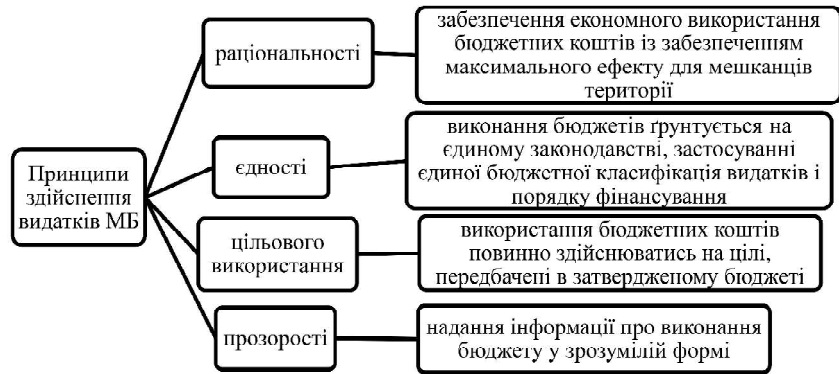 Принципи
здійснення
видатків МБ
раціональності
забезпечення економного використання
бюджетних коштів із забезпеченням
максимального ефекту для мешканців
території
єдності
виконання бюджетів ґрунтується на
єдиному законодавстві, застосуванні
єдиної бюджетної класифікація видатків і
порядку фінансування
цільового
використання
використання бюджетних коштів
повинно здійснюватись на цілі,
передбачені в затвердженому бюджеті
прозорості
надання інформації про виконання
бюджету у зрозумілій формі